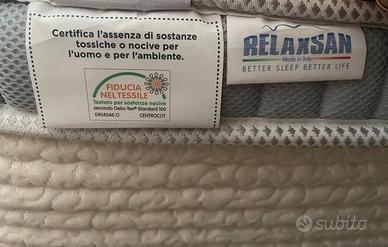 Certifica l'assenza di sostanze
tossiche o nocive per
l'uomo e per l'ambiente.
FIDUCIA
NEL TESSILE
Testato per sostanze nocive
secondo Oeko-Tex® Standard 100
0904046.O CENTROCOT
RELAXSAN
Made in Italy
BETTER SLEEP BETTER LIFE
subito